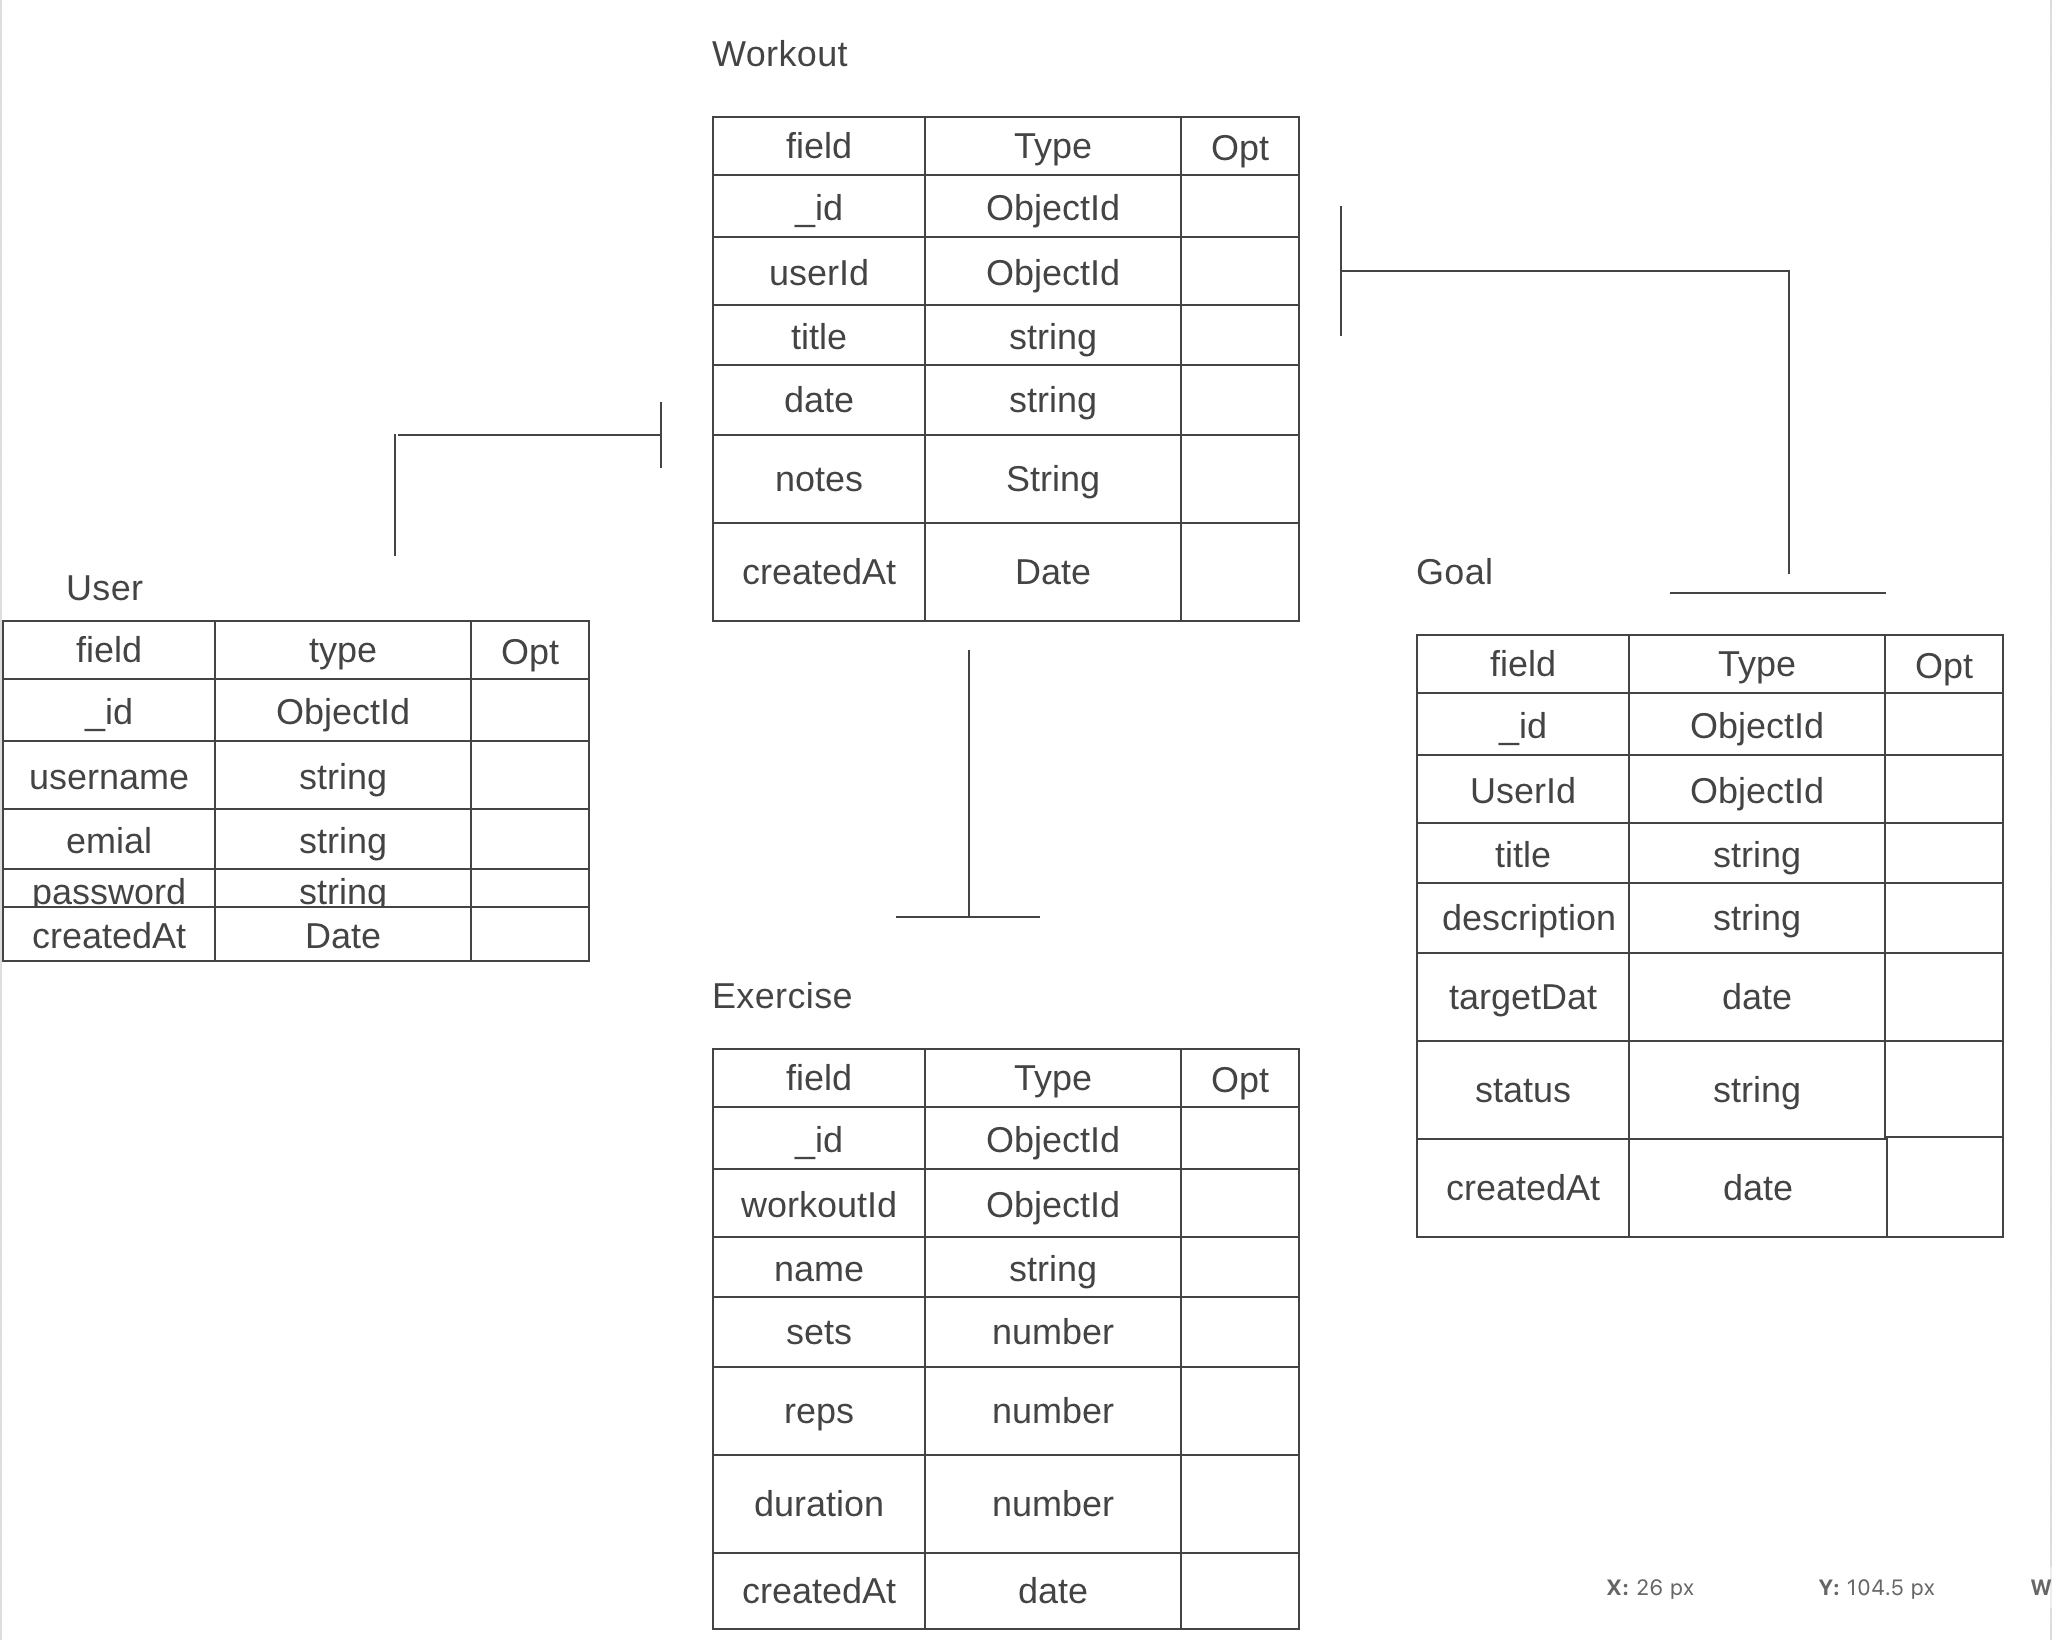 Workout
field Type Opt
_id ObjectId
userId ObjectId
title string
date string
notes String
createdAt Date
User
field type Opt
_id ObjectId
username string
emial string
password string
createdAt Date
Goal
field Type Opt
_id ObjectId
UserId ObjectId
title string
description string
targetDat date
status string
createdAt date
Exercise
field Type Opt
_id ObjectId
workoutId ObjectId
name string
sets number
reps number
duration number
createdAt date
X: 26 px Y: 104.5 px W